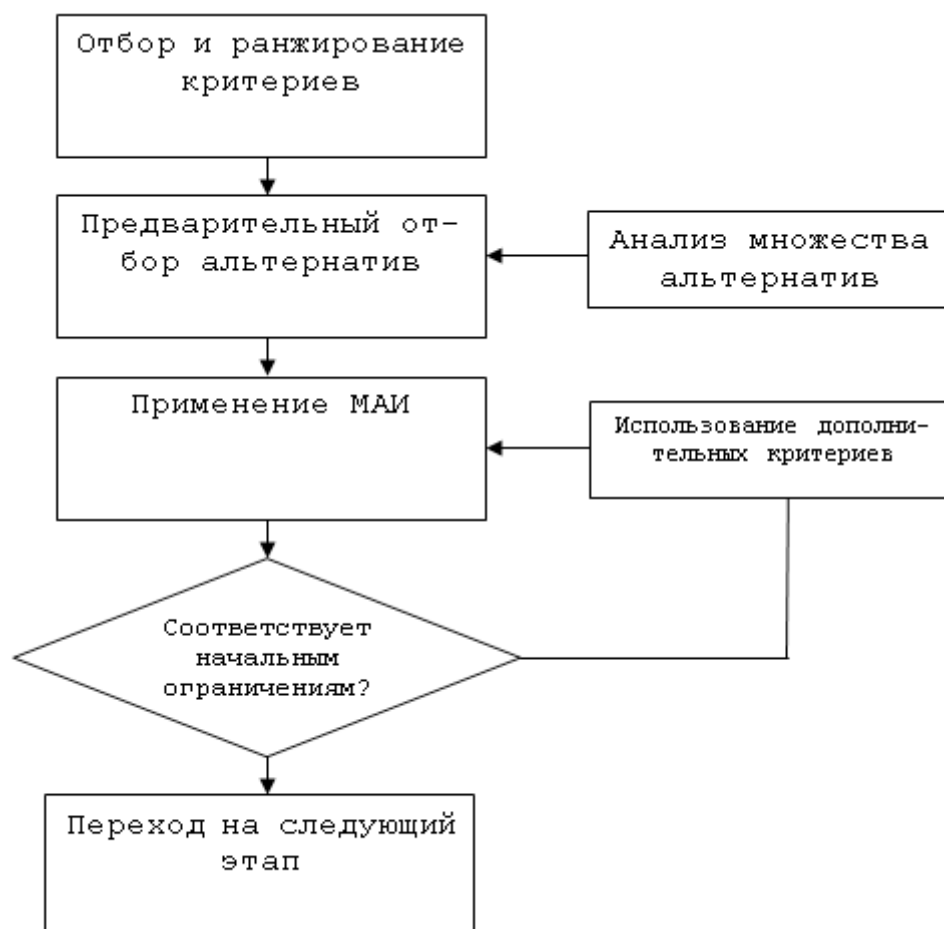 Отбор и ранжирование
критериев
Предварительный от-
бор альтернатив
Анализ множества
альтернатив
Применение МАИ
Использование дополни-
тельных критериев
Соответствует
начальным
ограничениям?
Переход на следующий
этап